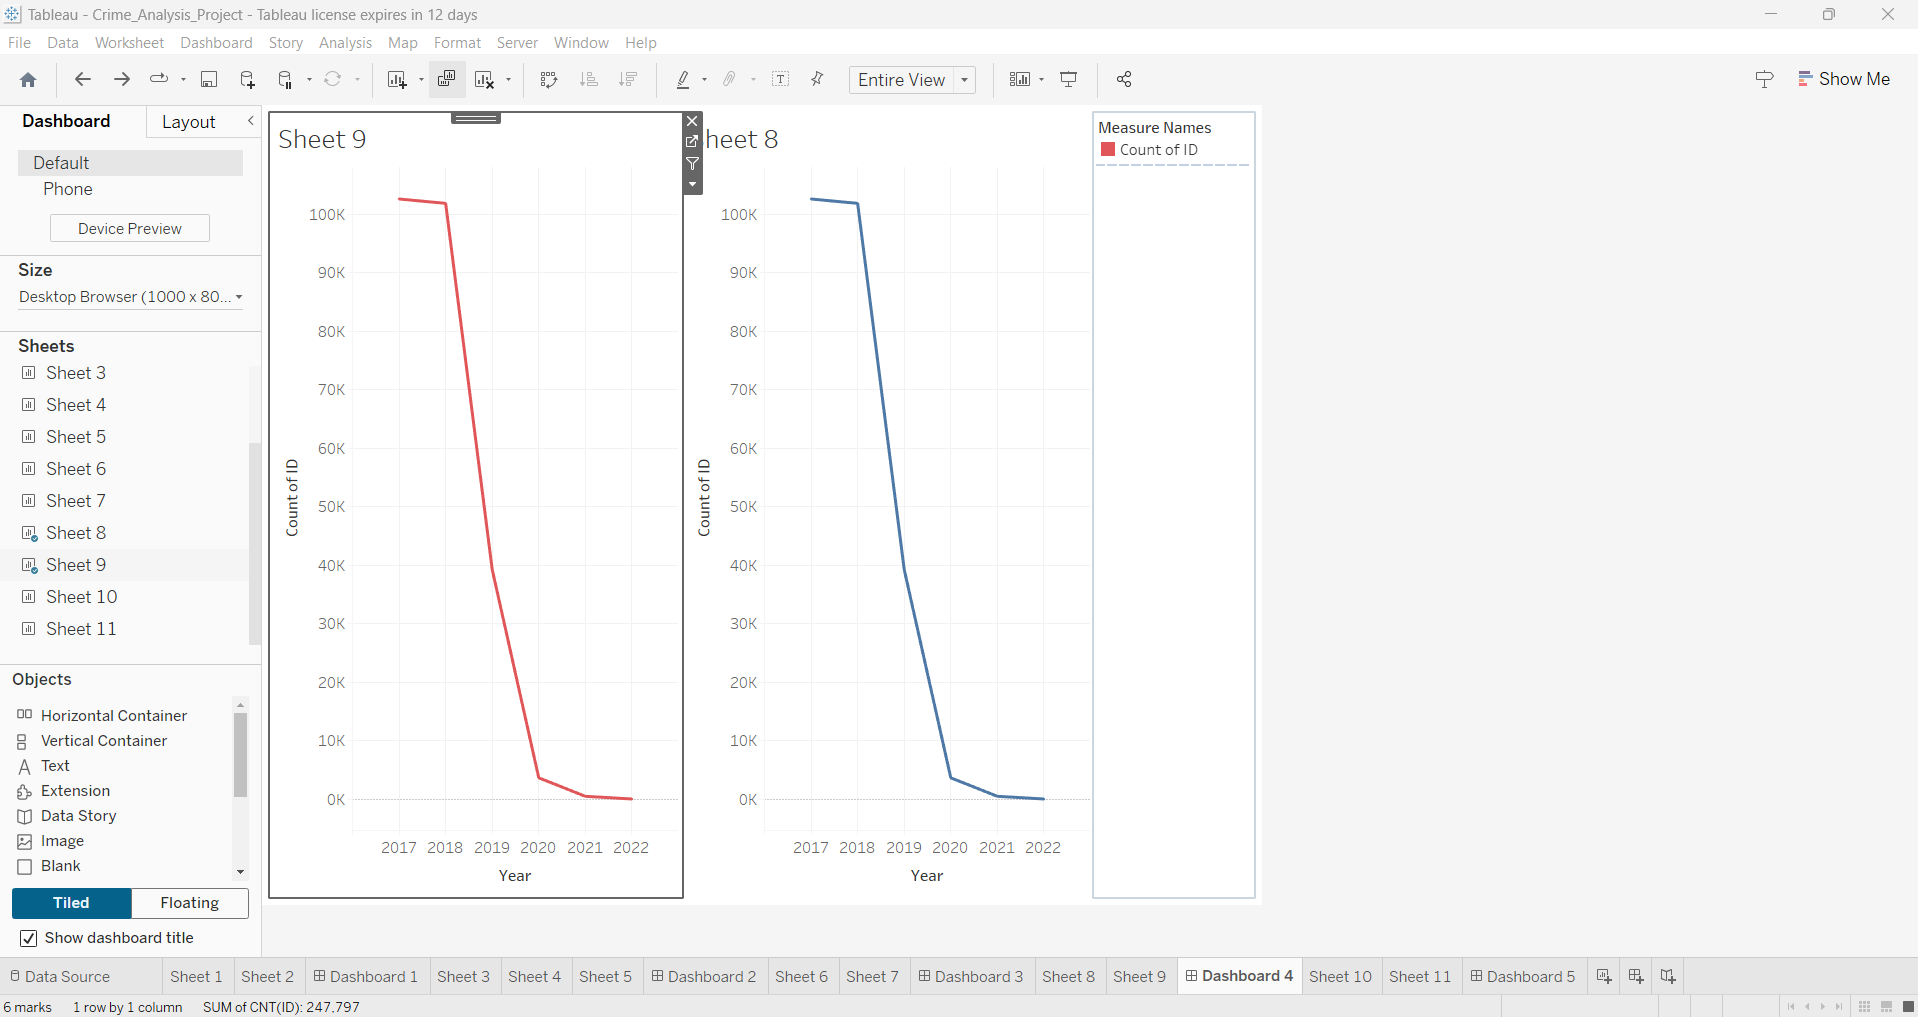 Tableau - Crime_Analysis_Project - Tableau license expires in 12 days
File Data Worksheet Dashboard Story Analysis Map Format Server Window Help
Entire View
Show Me
Dashboard
Layout
Default
Phone
Device Preview
Size
Desktop Browser (1000 x 80...
Sheets
Sheet 3
Sheet 4
Sheet 5
Sheet 6
Sheet 7
Sheet 8
Sheet 9
Sheet 10
Sheet 11
Objects
Horizontal Container
Vertical Container
Text
Extension
Data Story
Image
Blank
Tiled
Floating
Show dashboard title
Sheet 9
100K
90K
80K
70K
60K
50K
40K
30K
20K
10K
0K
Count of ID
2017 2018 2019 2020 2021 2022
Year
heet 8
100K
90K
80K
70K
60K
50K
40K
30K
20K
10K
0K
Count of ID
2017 2018 2019 2020 2021 2022
Year
Measure Names
Count of ID
Data Source Sheet 1 Sheet 2 Dashboard 1 Sheet 3 Sheet 4 Sheet 5 Dashboard 2 Sheet 6 Sheet 7 Dashboard 3 Sheet 8 Sheet 9 Dashboard 4 Sheet 10 Sheet 11 Dashboard 5
6 marks 1 row by 1 column SUM of CNT(ID): 247,797